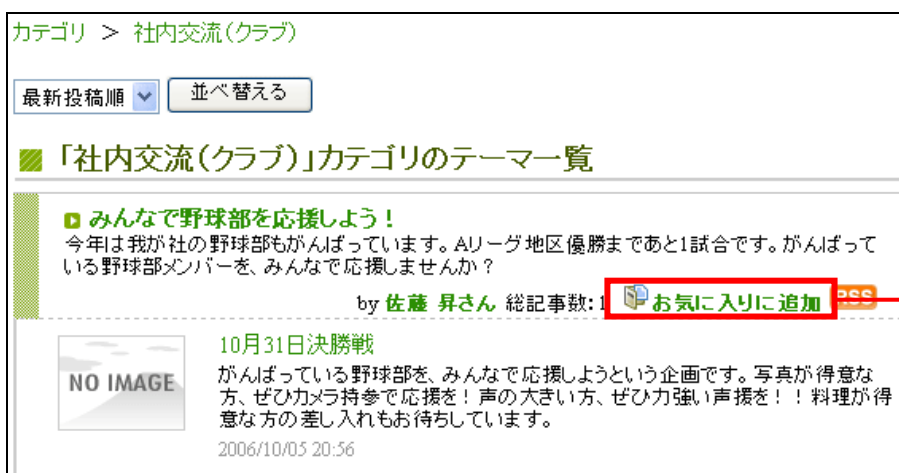 カテゴリ > 社内交流(クラブ)
最新投稿順 並べ替える
「社内交流(クラブ)」カテゴリのテーマ一覧
みんなで野球部を応援しよう!
今年は我が社の野球部もがんばっています。Aリーグ地区優勝まであと1試合です。がんばって
いる野球部メンバーを、みんなで応援しませんか?
by 佐藤 昇さん 総記事数:1 お気に入りに追加 RSS
10月31日決勝戦
NO IMAGE
がんばっている野球部を、みんなで応援しようという企画です。写真が得意な
方、ぜひカメラ持参で応援を!声の大きい方、ぜひ力強い声援を!!料理が得
意な方の差し入れもお待ちしています。
2006/10/05 20:56